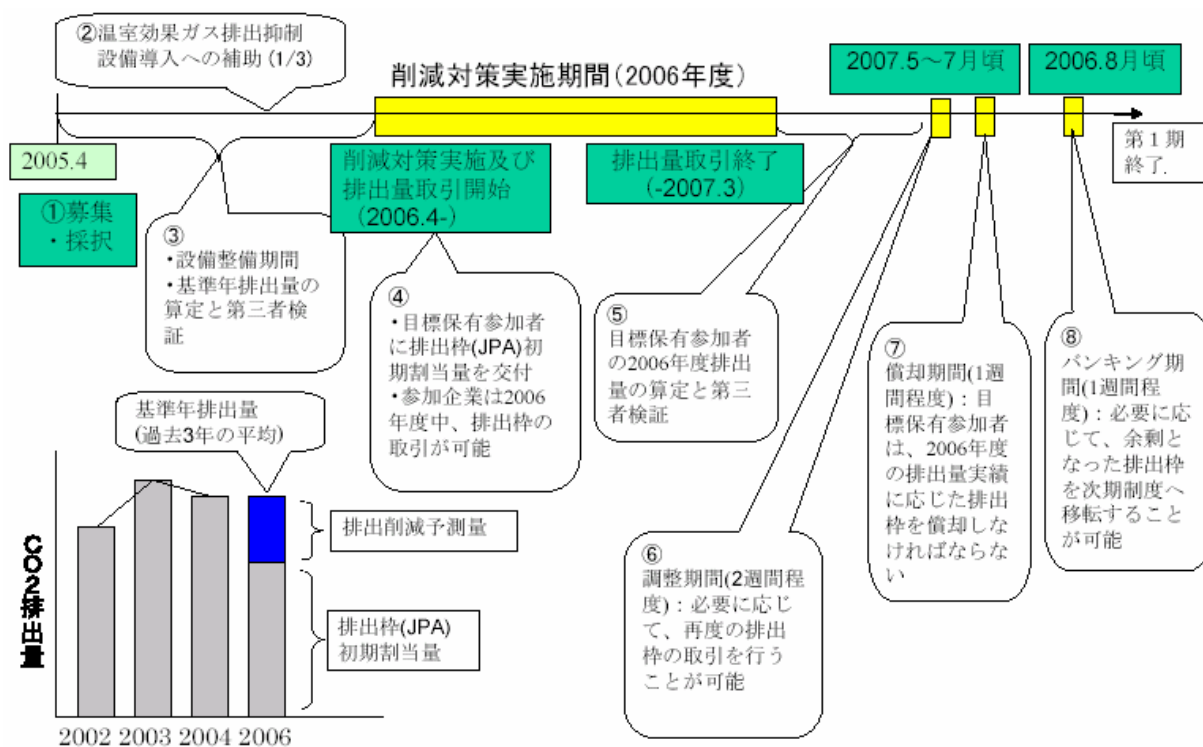 ②温室効果ガス排出抑制
設備導入への補助(1/3)
削減対策実施期間(2006年度)
2007.5～7月頃
2006.8月頃
2005.4
第1期
終了.
①募集
・採択
削減対策実施及び
排出量取引開始
(2006.4-)
排出量取引終了
(-2007.3)
③
・設備整備期間
・基準年排出量の
算定と第三者検
証
④
・目標保有参加者
に排出枠(JPA)初
期割当量を交付
・参加企業は2006
年度中、排出枠の
取引が可能
⑤
目標保有参加者
の2006年度排出
量の算定と第三
者検証
⑥
調整期間(2週間程
度)：必要に応じ
て、再度の排出
枠の取引を行う
ことが可能
⑦
償却期間(1週
間程度)：目
標保有参加者
は、2006年度
の排出量実績
に応じた排出
枠を償却しな
ければならな
い
⑧
バンキング期
間(1週間程
度)：必要に応
じて、余剰と
なった排出枠
を次期制度へ
移転すること
が可能
基準年排出量
(過去3年の平均)
排出削減予測量
排出枠(JPA)
初期割当量
CO2排出量
2002 2003 2004 2006